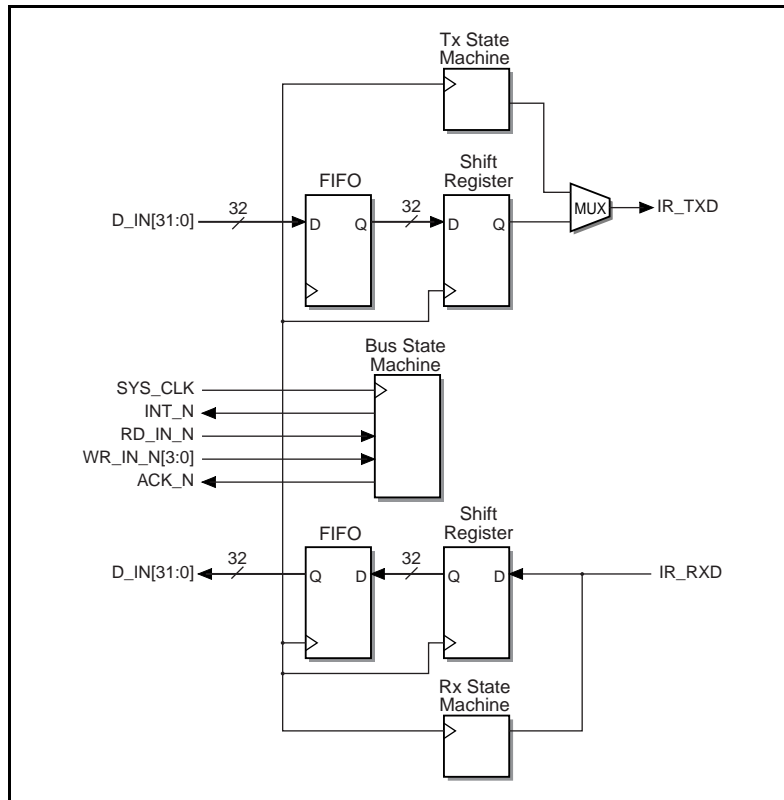 Tx State
Machine
Shift
Register
FIFO
D_IN[31:0]
32
D
Q
32
D
Q
MUX
IR_TXD
Bus State
Machine
SYS_CLK
INT_N
RD_IN_N
WR_IN_N[3:0]
ACK_N
Shift
Register
FIFO
D_IN[31:0]
32
Q
D
32
Q
D
IR_RXD
Rx State
Machine